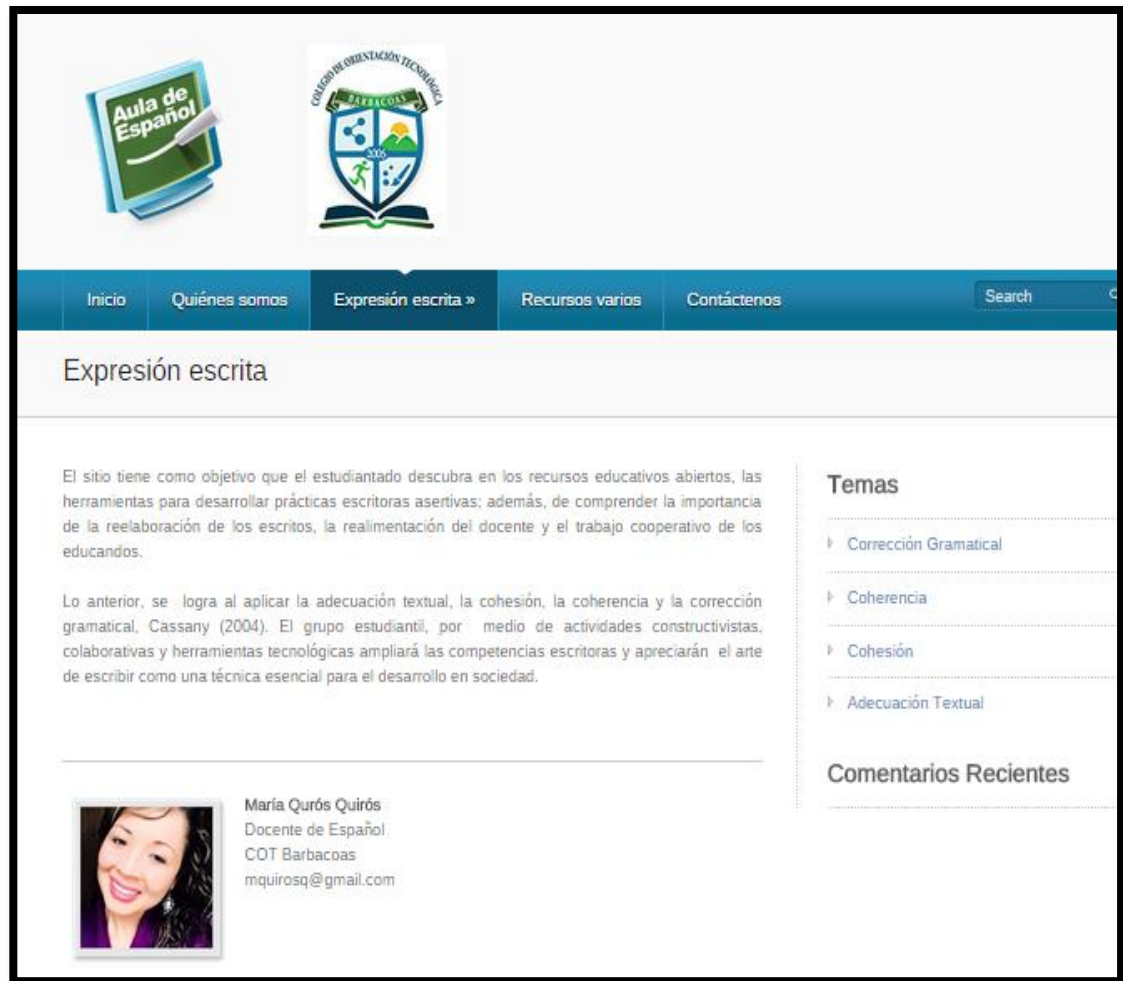 Aula de
Español
COLEGIO DE ORIENTACIÓN TECNOLÓGICA
BARBACOAS
2005
Inicio
Quiénes somos
Expresión escrita »
Recursos varios
Contáctenos
Search
Expresión escrita
El sitio tiene como objetivo que el estudiantado descubra en los recursos educativos abiertos, las
herramientas para desarrollar prácticas escritoras asertivas; además, de comprender la importancia
de la reelaboración de los escritos, la realimentación del docente y el trabajo cooperativo de los
educandos.
Lo anterior, se logra al aplicar la adecuación textual, la cohesión, la coherencia y la corrección
gramatical, Cassany (2004). El grupo estudiantil, por medio de actividades constructivistas,
colaborativas y herramientas tecnológicas ampliará las competencias escritoras y apreciarán el arte
de escribir como una técnica esencial para el desarrollo en sociedad.
María Qurós Quirós
Docente de Español
COT Barbacoas
mquirosq@gmail.com
Temas
Corrección Gramatical
Coherencia
Cohesión
Adecuación Textual
Comentarios Recientes